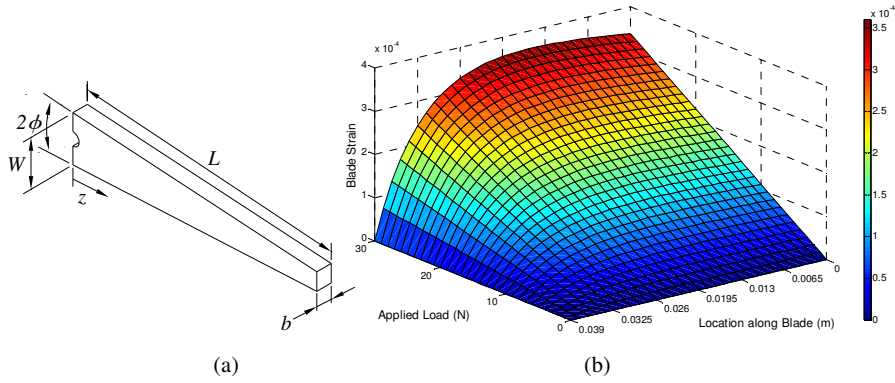 2ϕ
W
z
L
b
(a)
x 10⁻⁴
4
3
2
1
0
Blade Strain
30
20
10
0
Applied Load (N)
0.039
0.0325
0.026
0.0195
0.013
0.0065
0
Location along Blade (m)
(b)
x 10⁻⁴
3.5
3
2.5
2
1.5
1
0.5
0